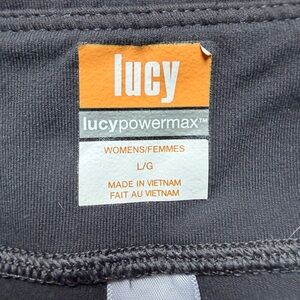 lucy
lucypowermax™
WOMENS/FEMMES
L/G
MADE IN VIETNAM
FAIT AU VIETNAM